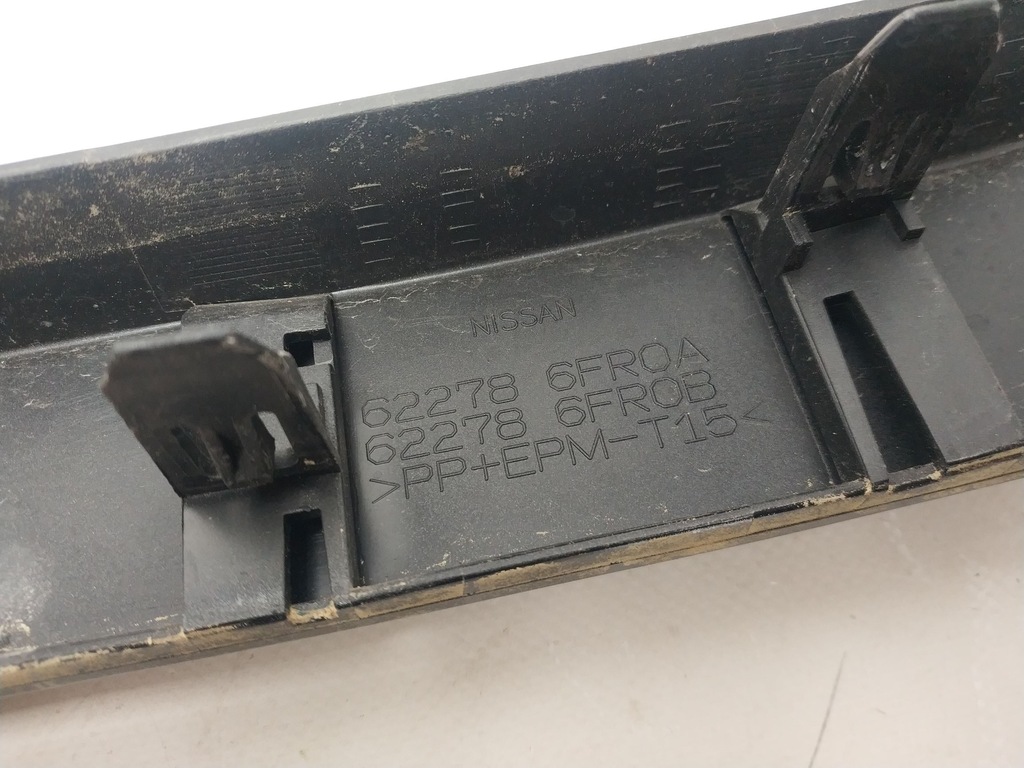 NISSAN
62278 6FR0A
62278 6FR0B
>PP+EPM-T15<